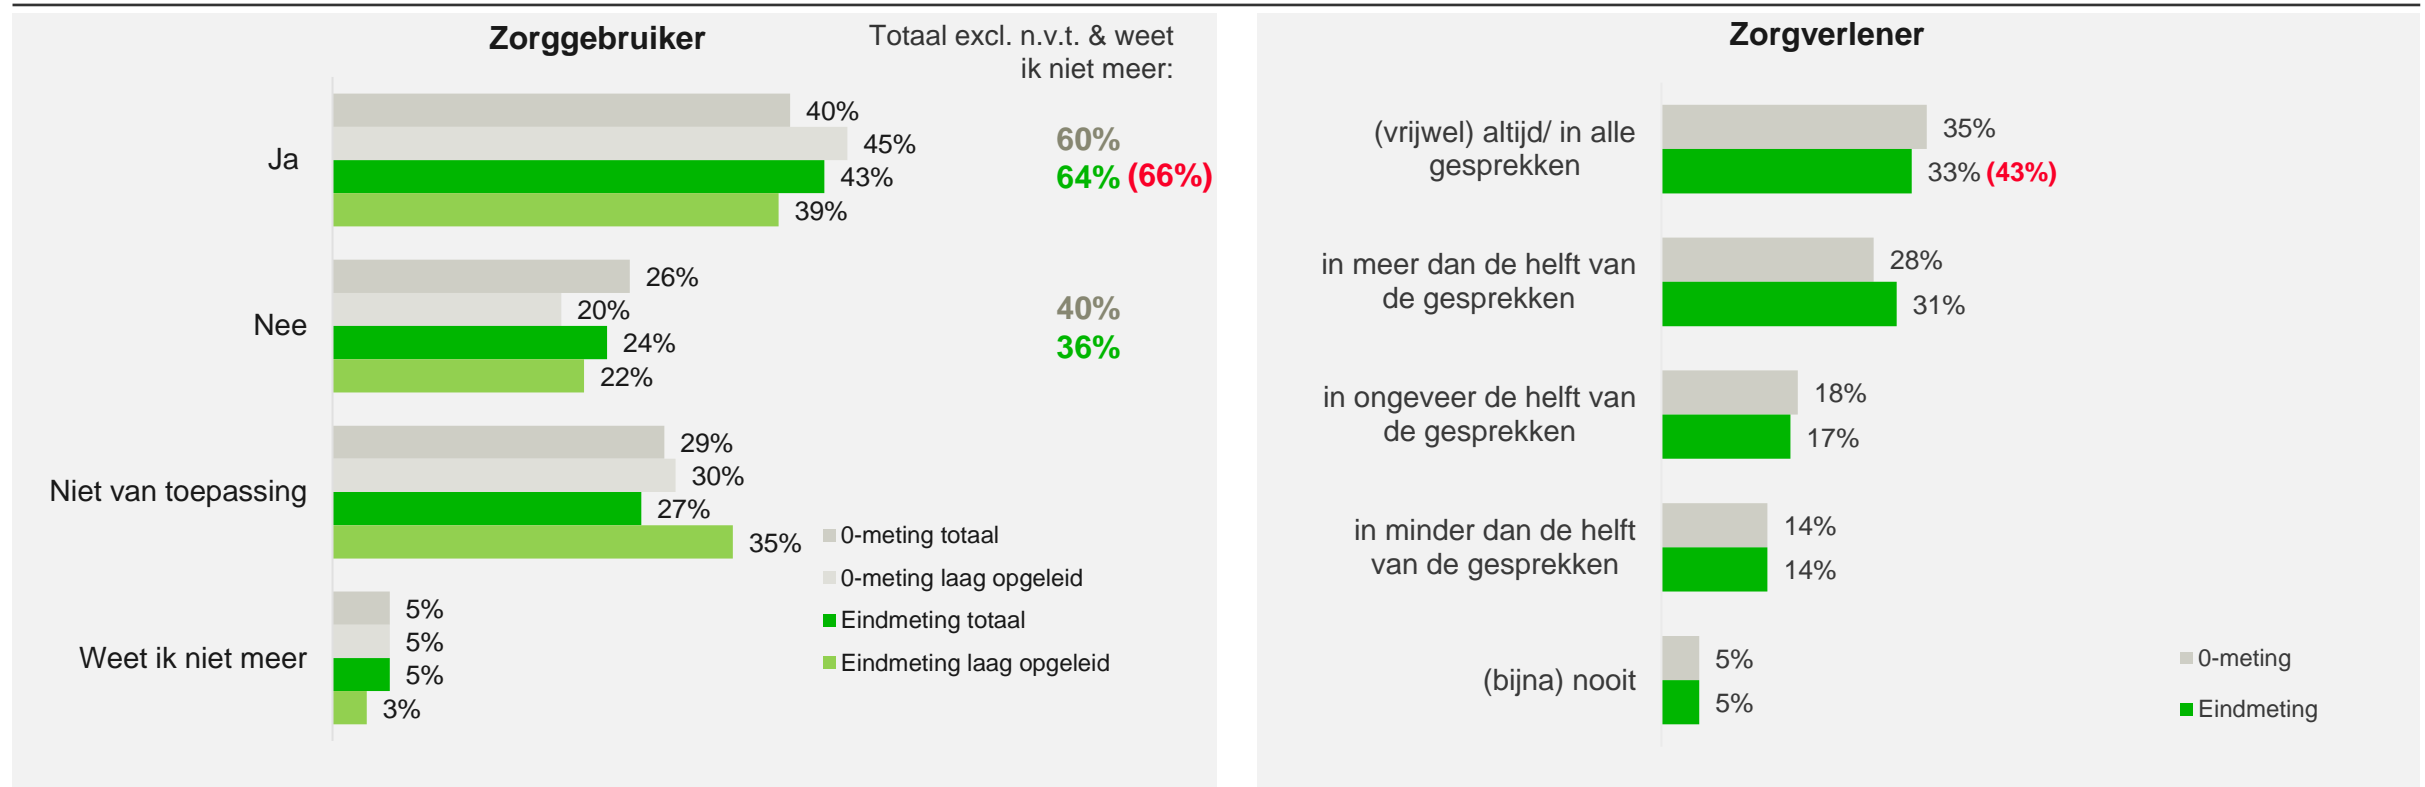 Zorggebruiker
Totaal excl. n.v.t. & weet
ik niet meer:
Ja
40%
45%
43%
39%
60%
64% (66%)
Nee
26%
20%
24%
22%
40%
36%
Niet van toepassing
29%
30%
27%
35%
Weet ik niet meer
5%
5%
5%
3%
0-meting totaal
0-meting laag opgeleid
Eindmeting totaal
Eindmeting laag opgeleid
Zorgverlener
(vrijwel) altijd/ in alle
gesprekken
35%
33% (43%)
in meer dan de helft van
de gesprekken
28%
31%
in ongeveer de helft van
de gesprekken
18%
17%
in minder dan de helft
van de gesprekken
14%
14%
(bijna) nooit
5%
5%
0-meting
Eindmeting